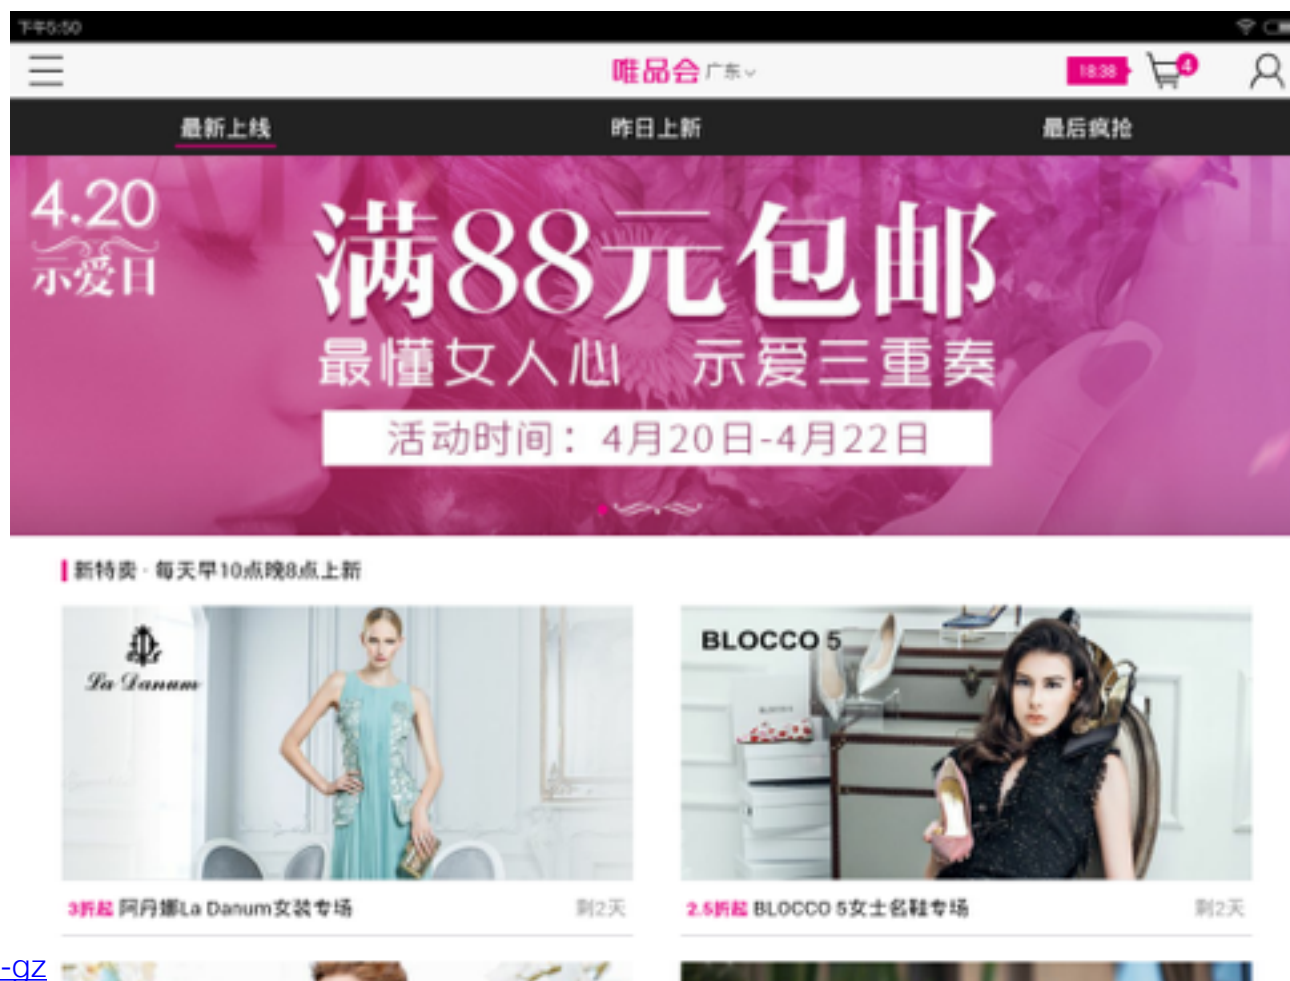 下午5:50
唯品会 广东
18:38
4
最新上线 昨日上新 最后疯抢
4.20
示爱日
满88元包邮
最懂女人心 示爱三重奏
活动时间：4月20日-4月22日
新特卖 · 每天早10点晚8点上新
La Danum
BLOCCO 5
3折起 阿丹娜La Danum女装专场 剩2天
2.5折起 BLOCCO 5女士名鞋专场 剩2天
-gz